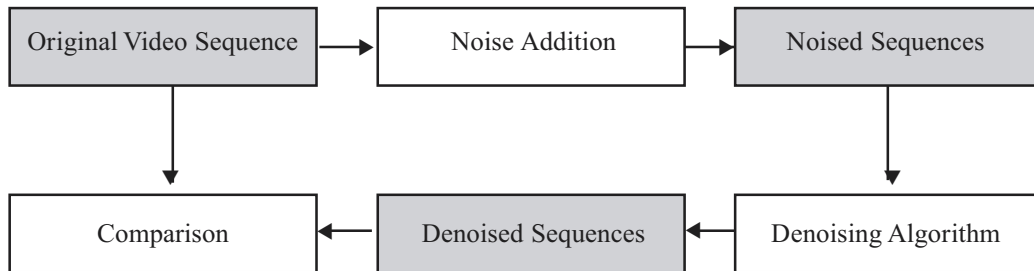 Original Video Sequence
Noise Addition
Noised Sequences
Comparison
Denoised Sequences
Denoising Algorithm